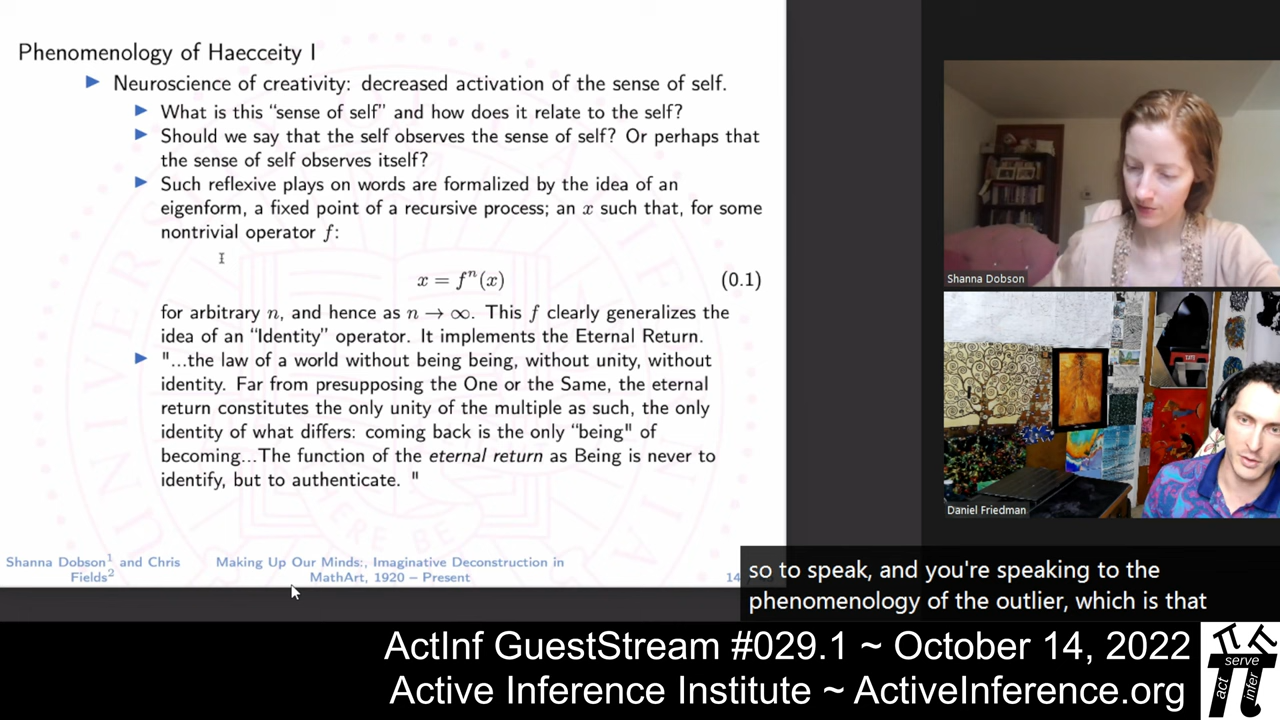 Phenomenology of Haecceity I
Neuroscience of creativity: decreased activation of the sense of self.
What is this “sense of self” and how does it relate to the self?
Should we say that the self observes the sense of self? Or perhaps that
the sense of self observes itself?
Such reflexive plays on words are formalized by the idea of an
eigenform, a fixed point of a recursive process; an x such that, for some
nontrivial operator f:
x = fⁿ(x) (0.1)
for arbitrary n, and hence as n → ∞. This f clearly generalizes the
idea of an “Identity” operator. It implements the Eternal Return.
"...the law of a world without being being, without unity, without
identity. Far from presupposing the One or the Same, the eternal
return constitutes the only unity of the multiple as such, the only
identity of what differs: coming back is the only “being" of
becoming...The function of the eternal return as Being is never to
identify, but to authenticate. "
Shanna Dobson¹ and Chris
Fields²
Making Up Our Minds:, Imaginative Deconstruction in
MathArt, 1920 – Present
14
Shanna Dobson
Daniel Friedman
so to speak, and you're speaking to the
phenomenology of the outlier, which is that
ActInf GuestStream #029.1 ~ October 14, 2022
Active Inference Institute ~ ActiveInference.org
serve
act
infer